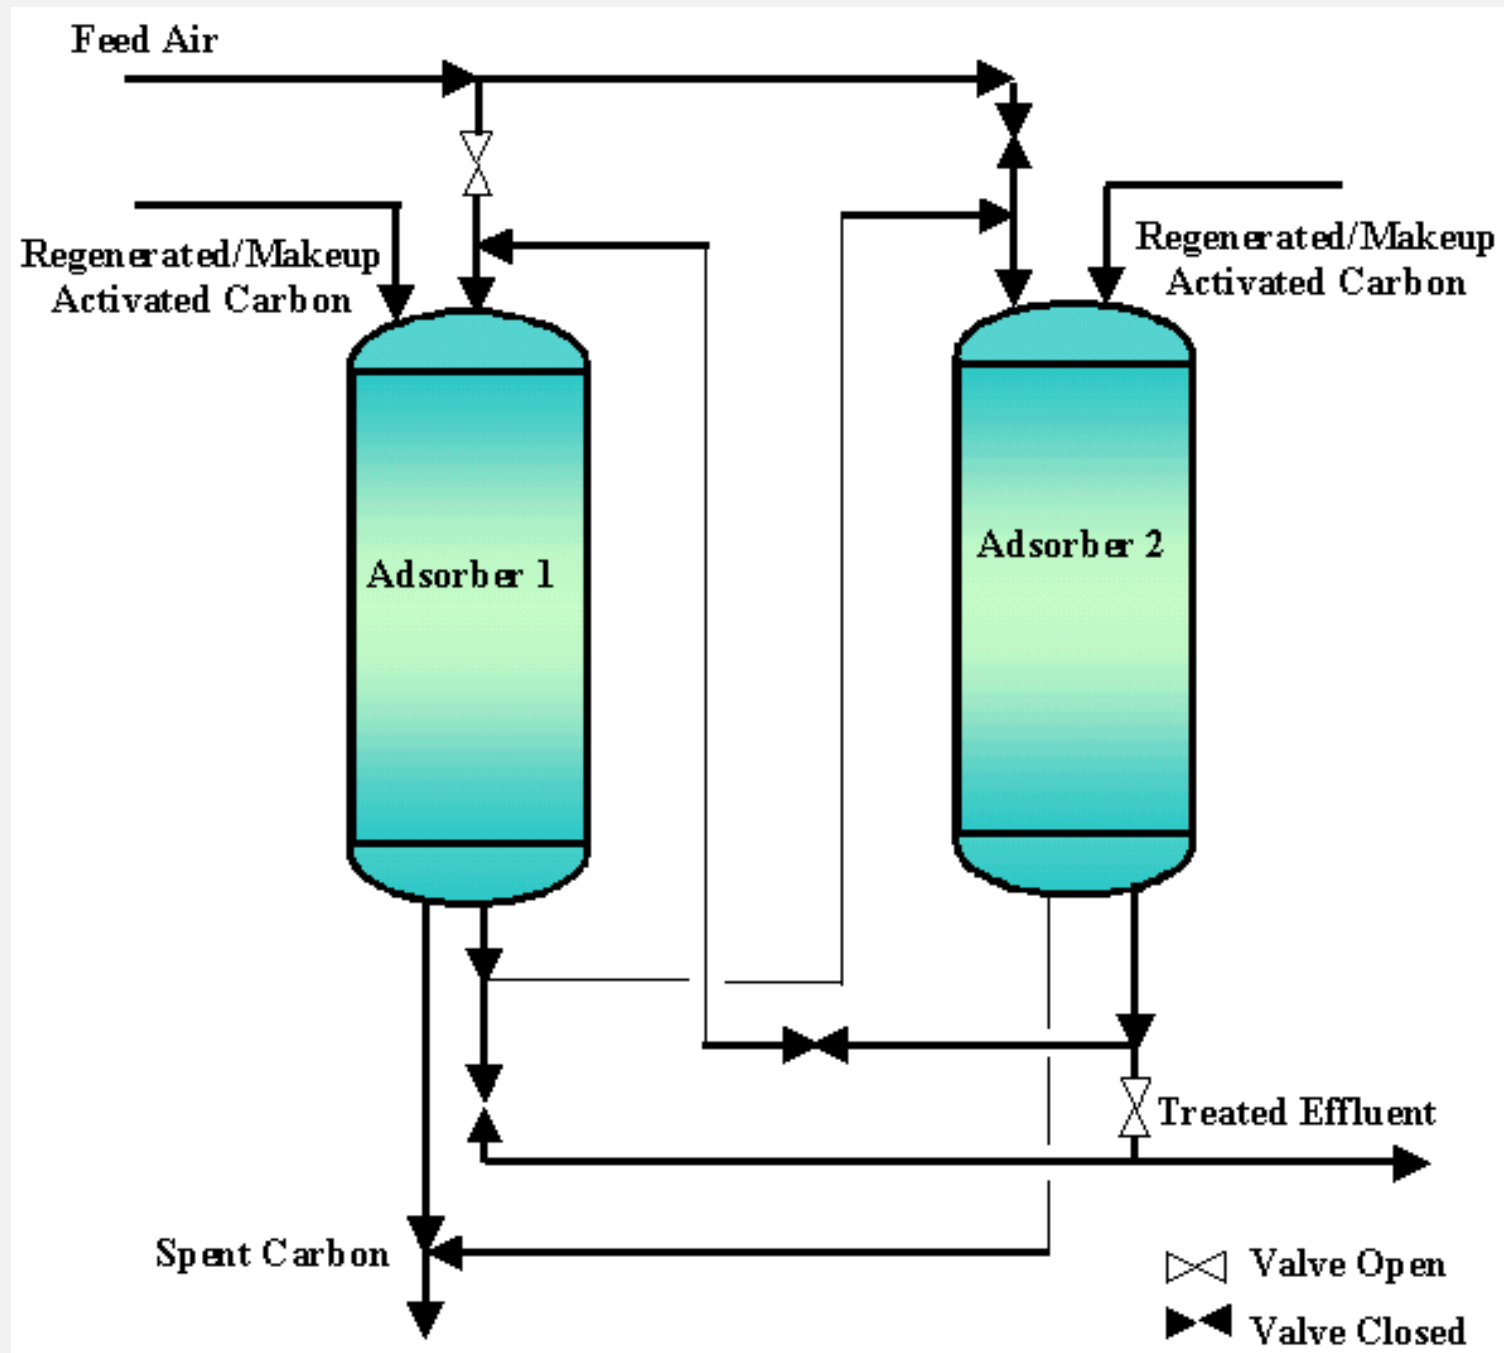 Feed Air
Regenerated/Makeup
Activated Carbon
Regenerated/Makeup
Activated Carbon
Adsorber 1
Adsorber 2
Treated Effluent
Spent Carbon
Valve Open
Valve Closed